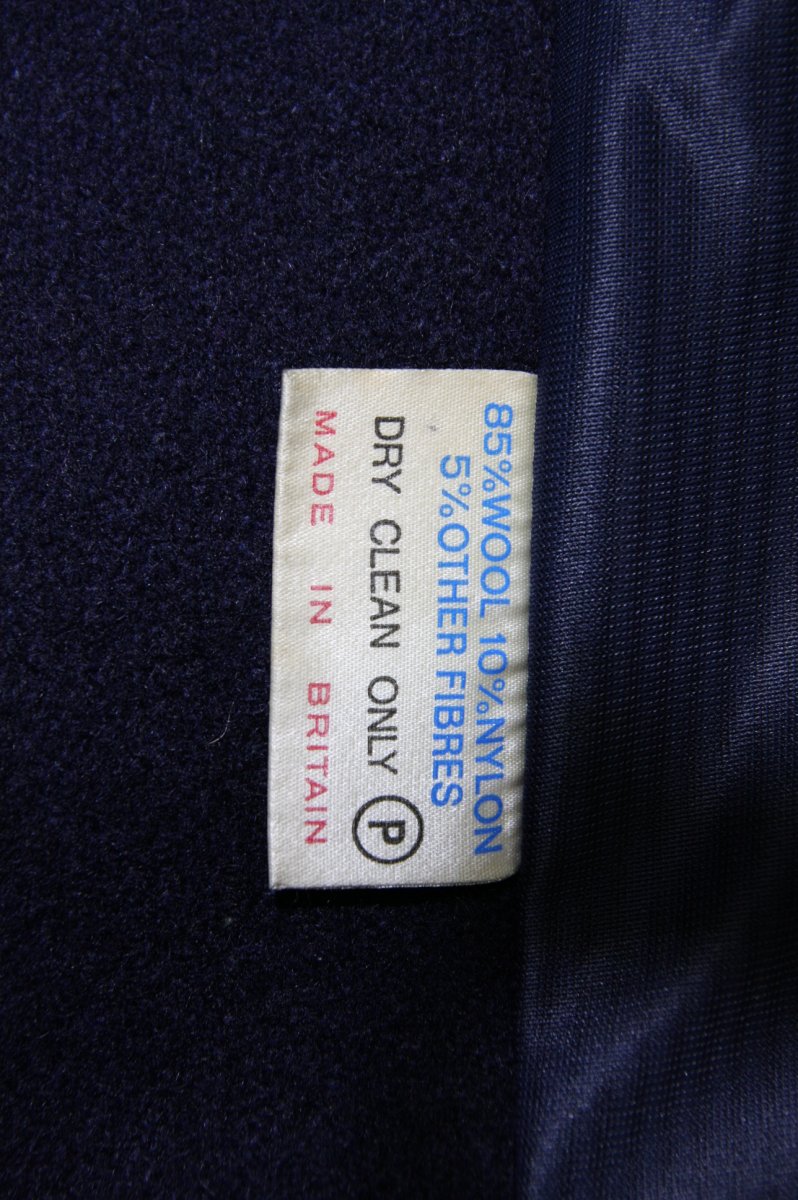 85%WOOL 10%NYLON
5%OTHER FIBRES
DRY CLEAN ONLY P
MADE IN BRITAIN